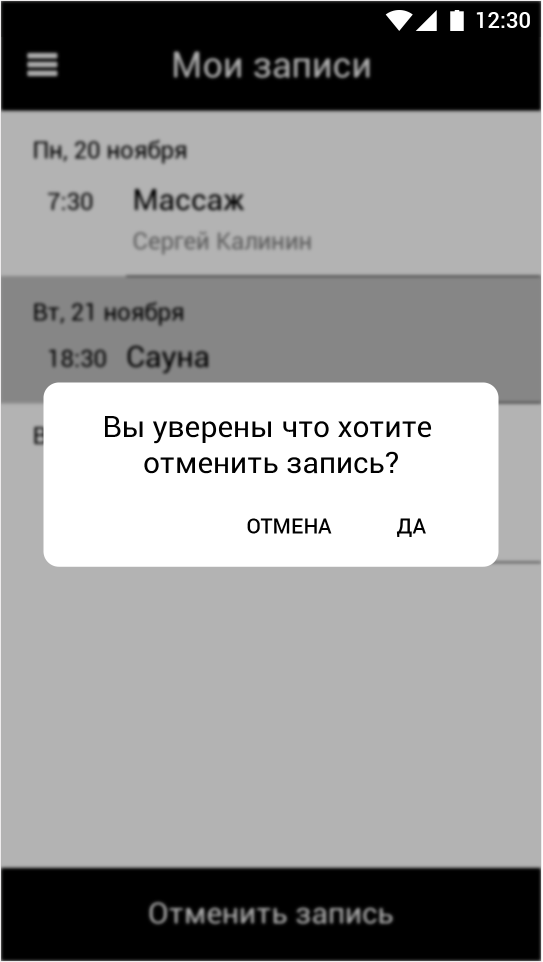 12:30
Мои записи
Пн, 20 ноября
7:30 Массаж
Сергей Калинин
Вт, 21 ноября
18:30 Сауна
Вы уверены что хотите
отменить запись?
ОТМЕНА ДА
Отменить запись